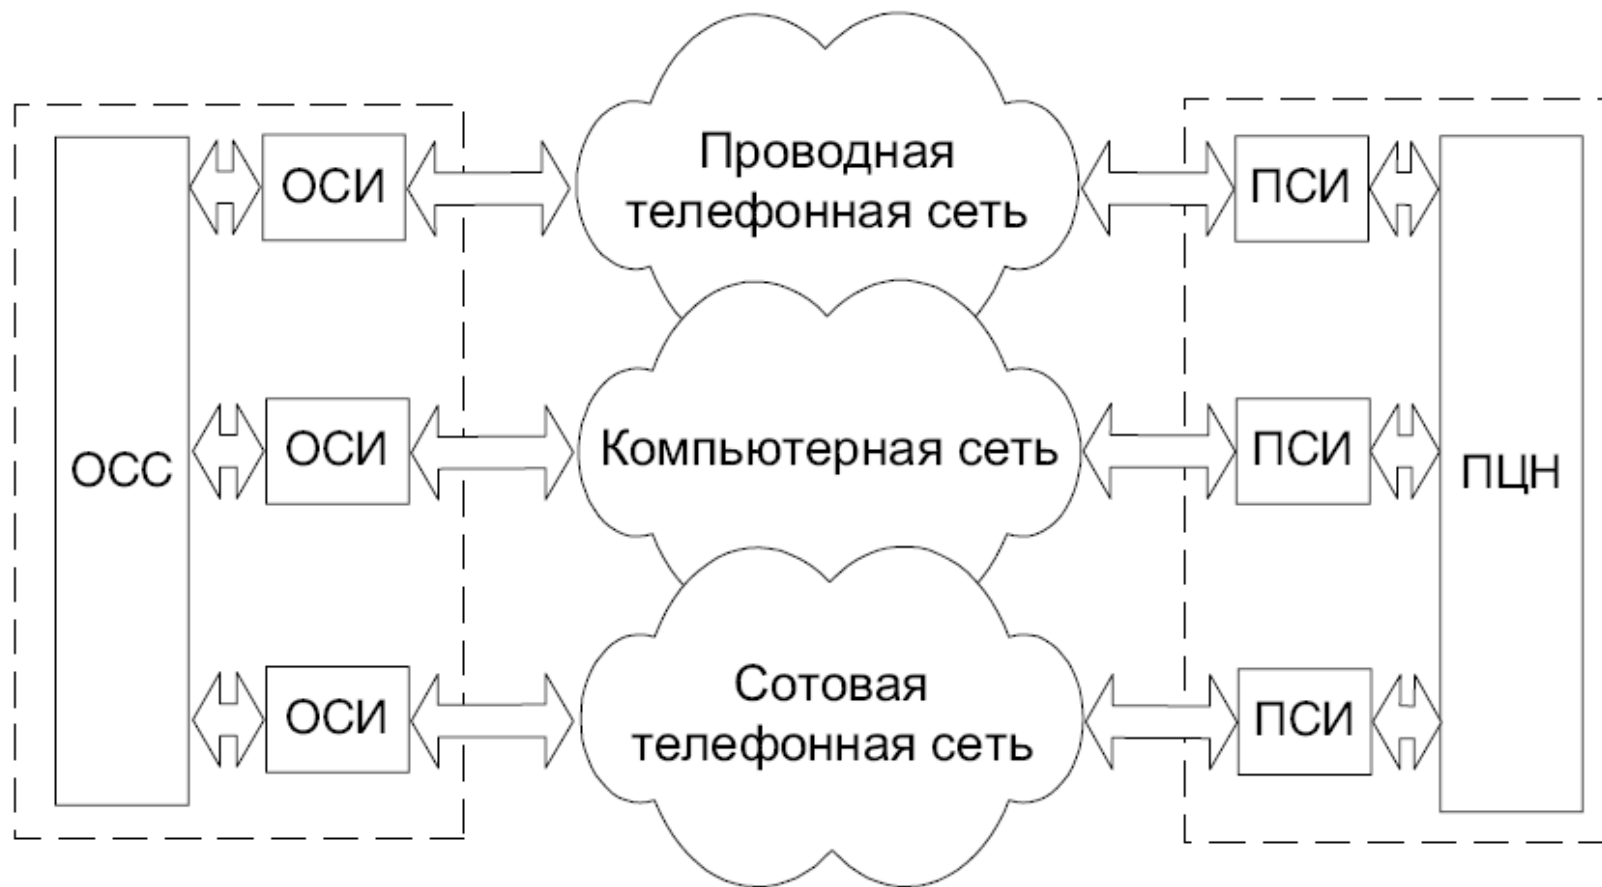 Проводная
телефонная сеть
ОСИ
ПСИ
ОСС
ОСИ
Компьютерная сеть
ПСИ
ПЦН
ОСИ
Сотовая
телефонная сеть
ПСИ